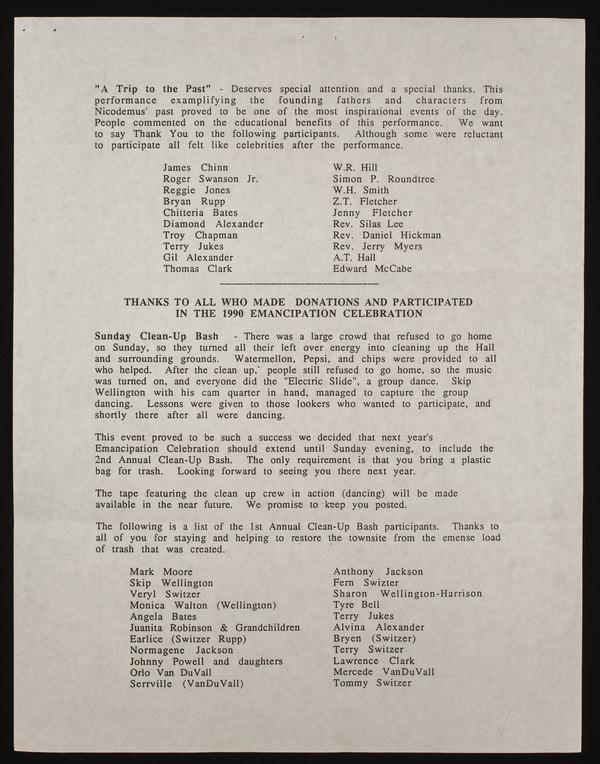 "A Trip to the Past" - Deserves special attention and a special thanks. This
performance examplifying the founding fathers and characters from
Nicodemus' past proved to be one of the most inspirational events of the day.
People commented on the educational benefits of this performance. We want
to say Thank You to the following participants. Although some were reluctant
to participate all felt like celebrities after the performance.
James Chinn W.R. Hill
Roger Swanson Jr. Simon P. Roundtree
Reggie Jones W.H. Smith
Bryan Rupp Z.T. Fletcher
Chitteria Bates Jenny Fletcher
Diamond Alexander Rev. Silas Lee
Troy Chapman Rev. Daniel Hickman
Terry Jukes Rev. Jerry Myers
Gil Alexander A.T. Hall
Thomas Clark Edward McCabe
THANKS TO ALL WHO MADE DONATIONS AND PARTICIPATED
IN THE 1990 EMANCIPATION CELEBRATION
Sunday Clean-Up Bash - There was a large crowd that refused to go home
on Sunday, so they turned all their left over energy into cleaning up the Hall
and surrounding grounds. Watermellon, Pepsi, and chips were provided to all
who helped. After the clean up, people still refused to go home, so the music
was turned on, and everyone did the "Electric Slide", a group dance. Skip
Wellington with his cam quarter in hand, managed to capture the group
dancing. Lessons were given to those lookers who wanted to participate, and
shortly there after all were dancing.
This event proved to be such a success we decided that next year's
Emancipation Celebration should extend until Sunday evening, to include the
2nd Annual Clean-Up Bash. The only requirement is that you bring a plastic
bag for trash. Looking forward to seeing you there next year.
The tape featuring the clean up crew in action (dancing) will be made
available in the near future. We promise to keep you posted.
The following is a list of the 1st Annual Clean-Up Bash participants. Thanks to
all of you for staying and helping to restore the townsite from the emense load
of trash that was created.
Mark Moore Anthony Jackson
Skip Wellington Fern Swizter
Veryl Switzer Sharon Wellington-Harrison
Monica Walton (Wellington) Tyre Bell
Angela Bates Terry Jukes
Juanita Robinson & Grandchildren Alvina Alexander
Earlice (Switzer Rupp) Bryen (Switzer)
Normagene Jackson Terry Switzer
Johnny Powell and daughters Lawrence Clark
Orlo Van DuVall Mercede VanDuVall
Serrville (VanDuVall) Tommy Switzer